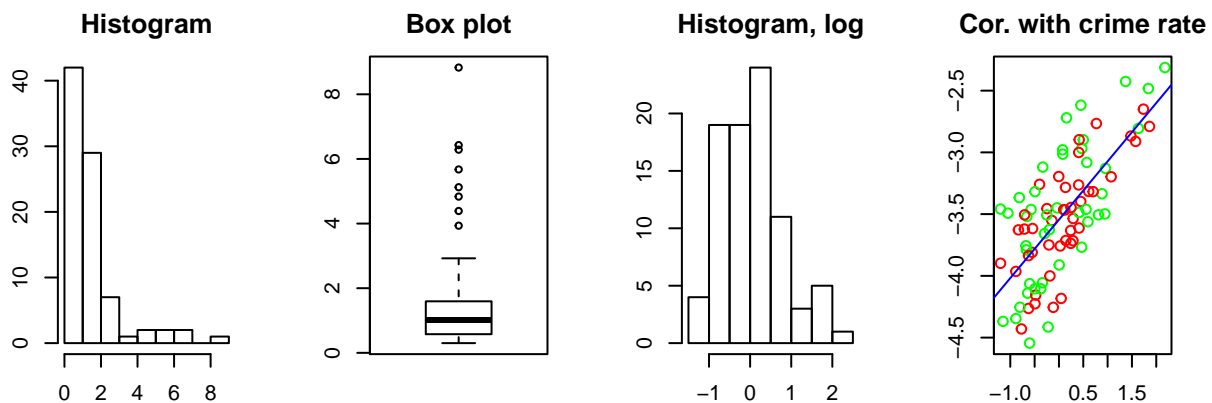 Histogram
0 10 20 30 40
0 2 4 6 8
Box plot
0 2 4 6 8
Histogram, log
0 5 10 15 20
−1 0 1 2
Cor. with crime rate
−4.5 −4.0 −3.5 −3.0 −2.5
−1.0 0.5 1.5